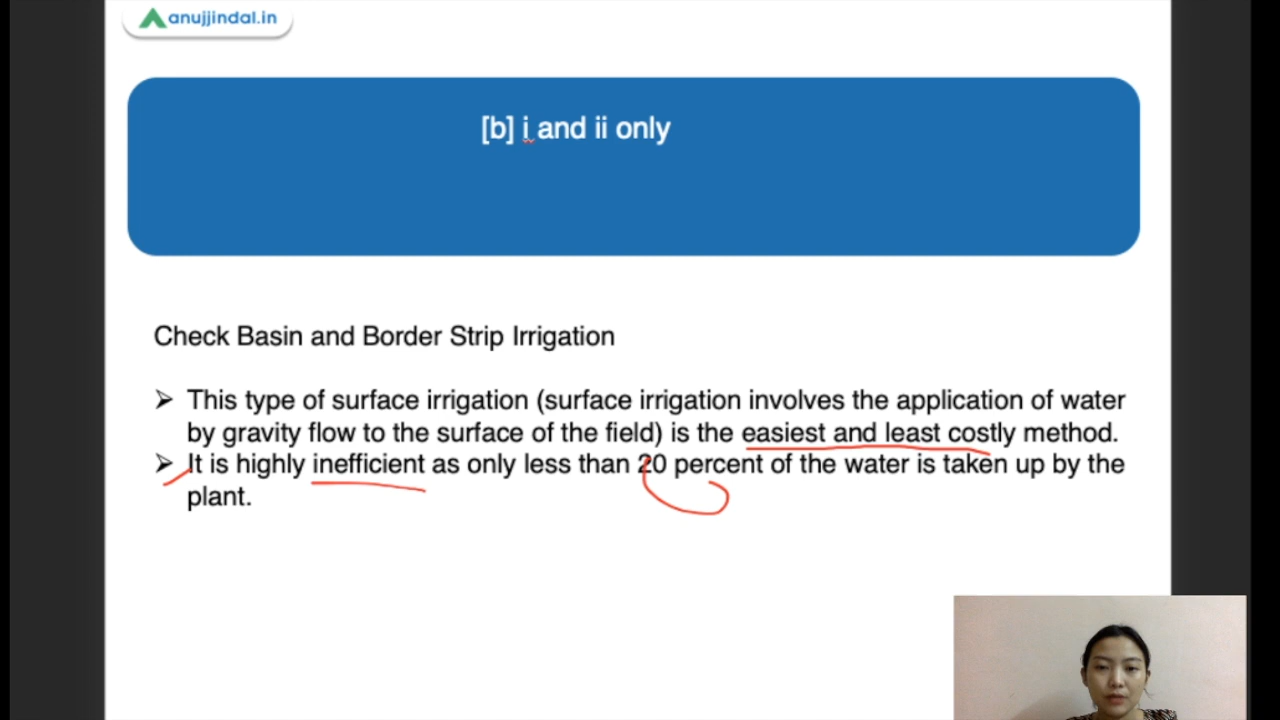 anujjindal.in
[b] i and ii only
Check Basin and Border Strip Irrigation
➢ This type of surface irrigation (surface irrigation involves the application of water
by gravity flow to the surface of the field) is the easiest and least costly method.
➢ It is highly inefficient as only less than 20 percent of the water is taken up by the
plant.